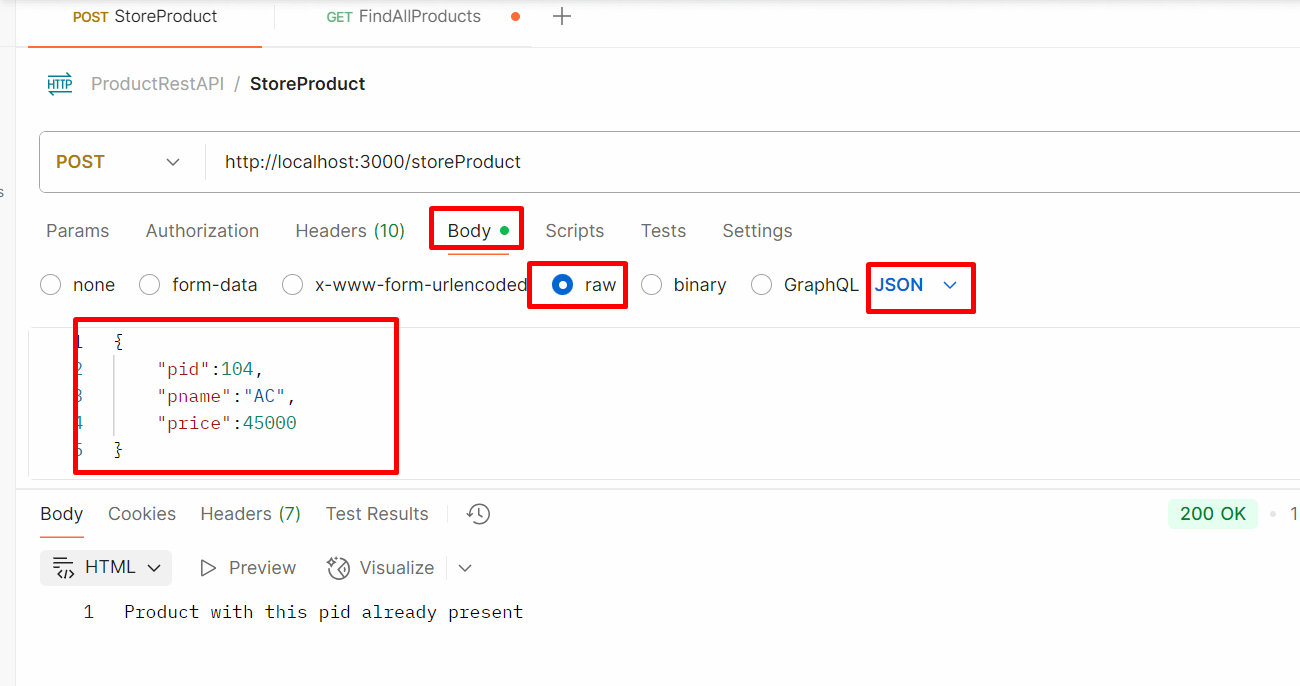 POST StoreProduct GET FindAllProducts
HTTP ProductRestAPI / StoreProduct
POST http://localhost:3000/storeProduct
s
Params Authorization Headers (10) Body Scripts Tests Settings
none form-data x-www-form-urlencoded raw binary GraphQL JSON
1 {
2 "pid":104,
3 "pname":"AC",
4 "price":45000
5 }
Body Cookies Headers (7) Test Results 200 OK 1
HTML Preview Visualize
1 Product with this pid already present